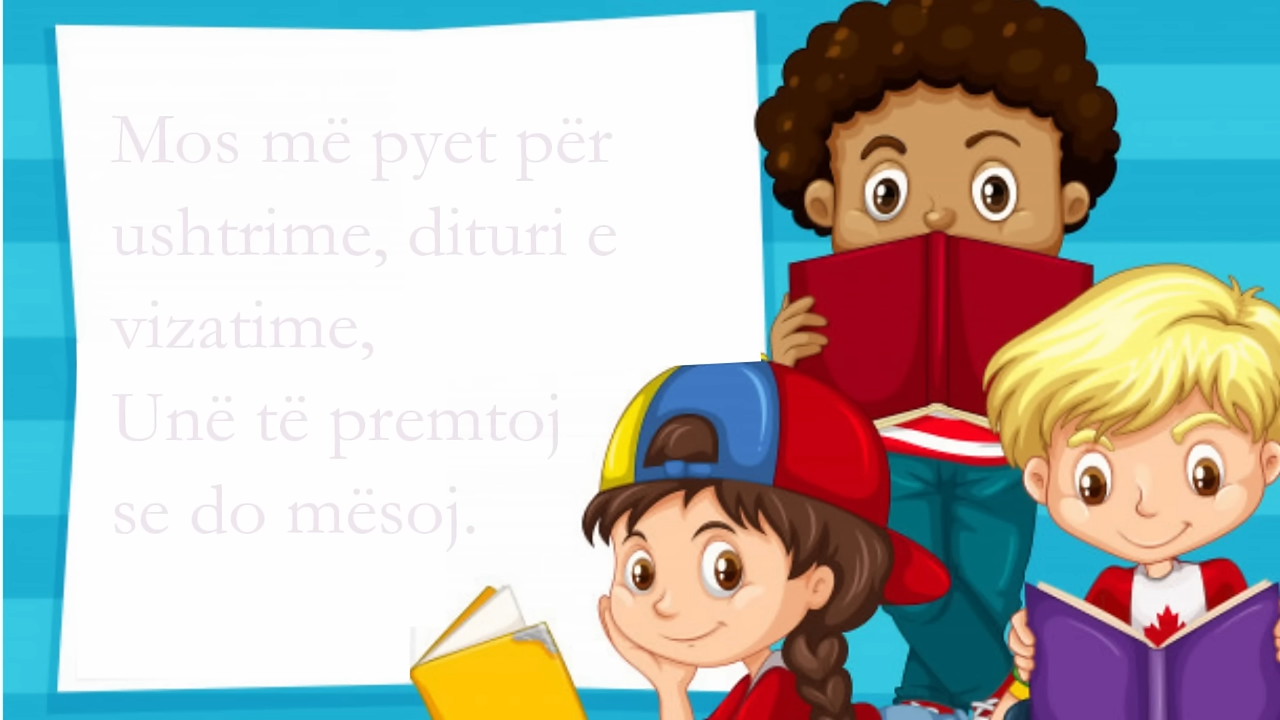 Mos më pyet për
ushtrime, dituri e
vizatime,
Unë të premtoj
se do mësoj.